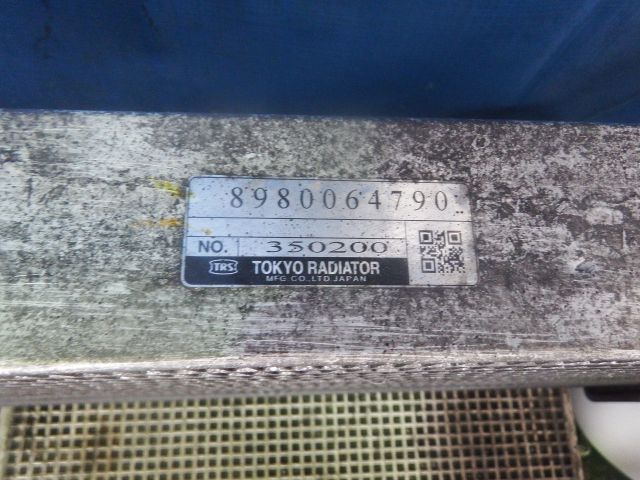 8980064790
NO. 350200
TRS TOKYO RADIATOR
MFG. CO., LTD. JAPAN